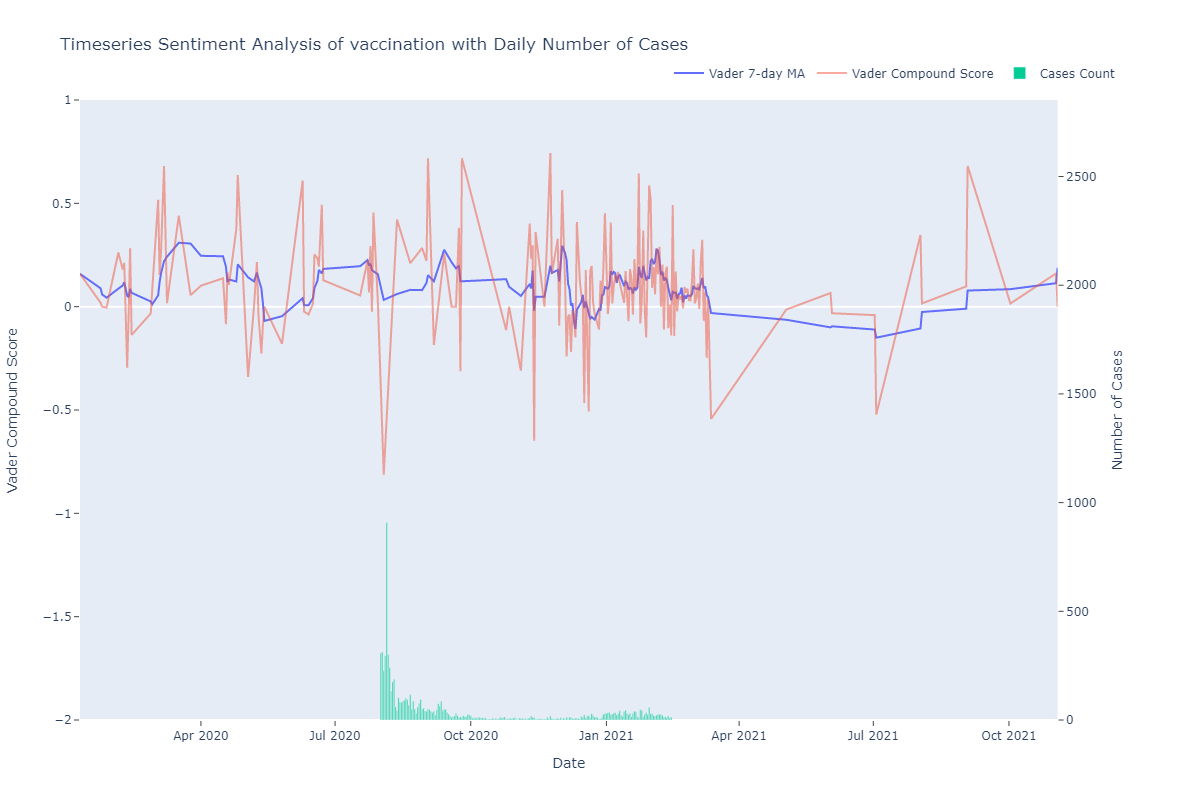 Timeseries Sentiment Analysis of vaccination with Daily Number of Cases
Vader 7-day MA
Vader Compound Score
Cases Count
1
0.5
0
−0.5
−1
−1.5
−2
Vader Compound Score
2500
2000
1500
1000
500
0
Number of Cases
Apr 2020
Jul 2020
Oct 2020
Jan 2021
Apr 2021
Jul 2021
Oct 2021
Date